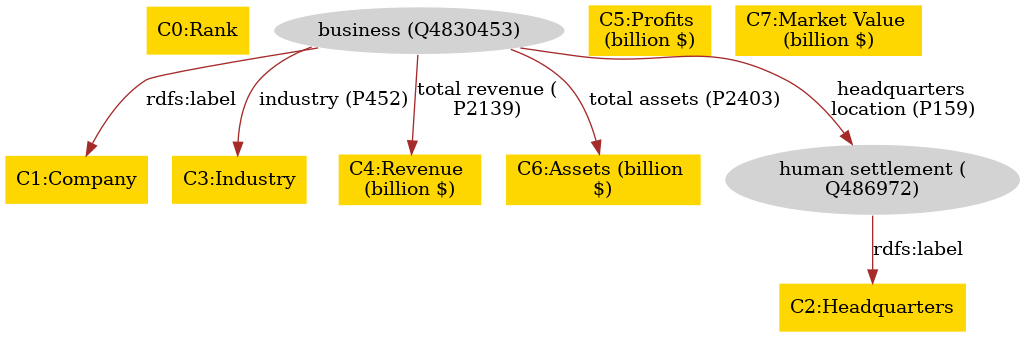 C0:Rank
business (Q4830453)
C5:Profits
(billion $)
C7:Market Value
(billion $)
rdfs:label
industry (P452)
total revenue (
P2139)
total assets (P2403)
headquarters
location (P159)
C1:Company
C3:Industry
C4:Revenue
(billion $)
C6:Assets (billion
$)
human settlement (
Q486972)
rdfs:label
C2:Headquarters